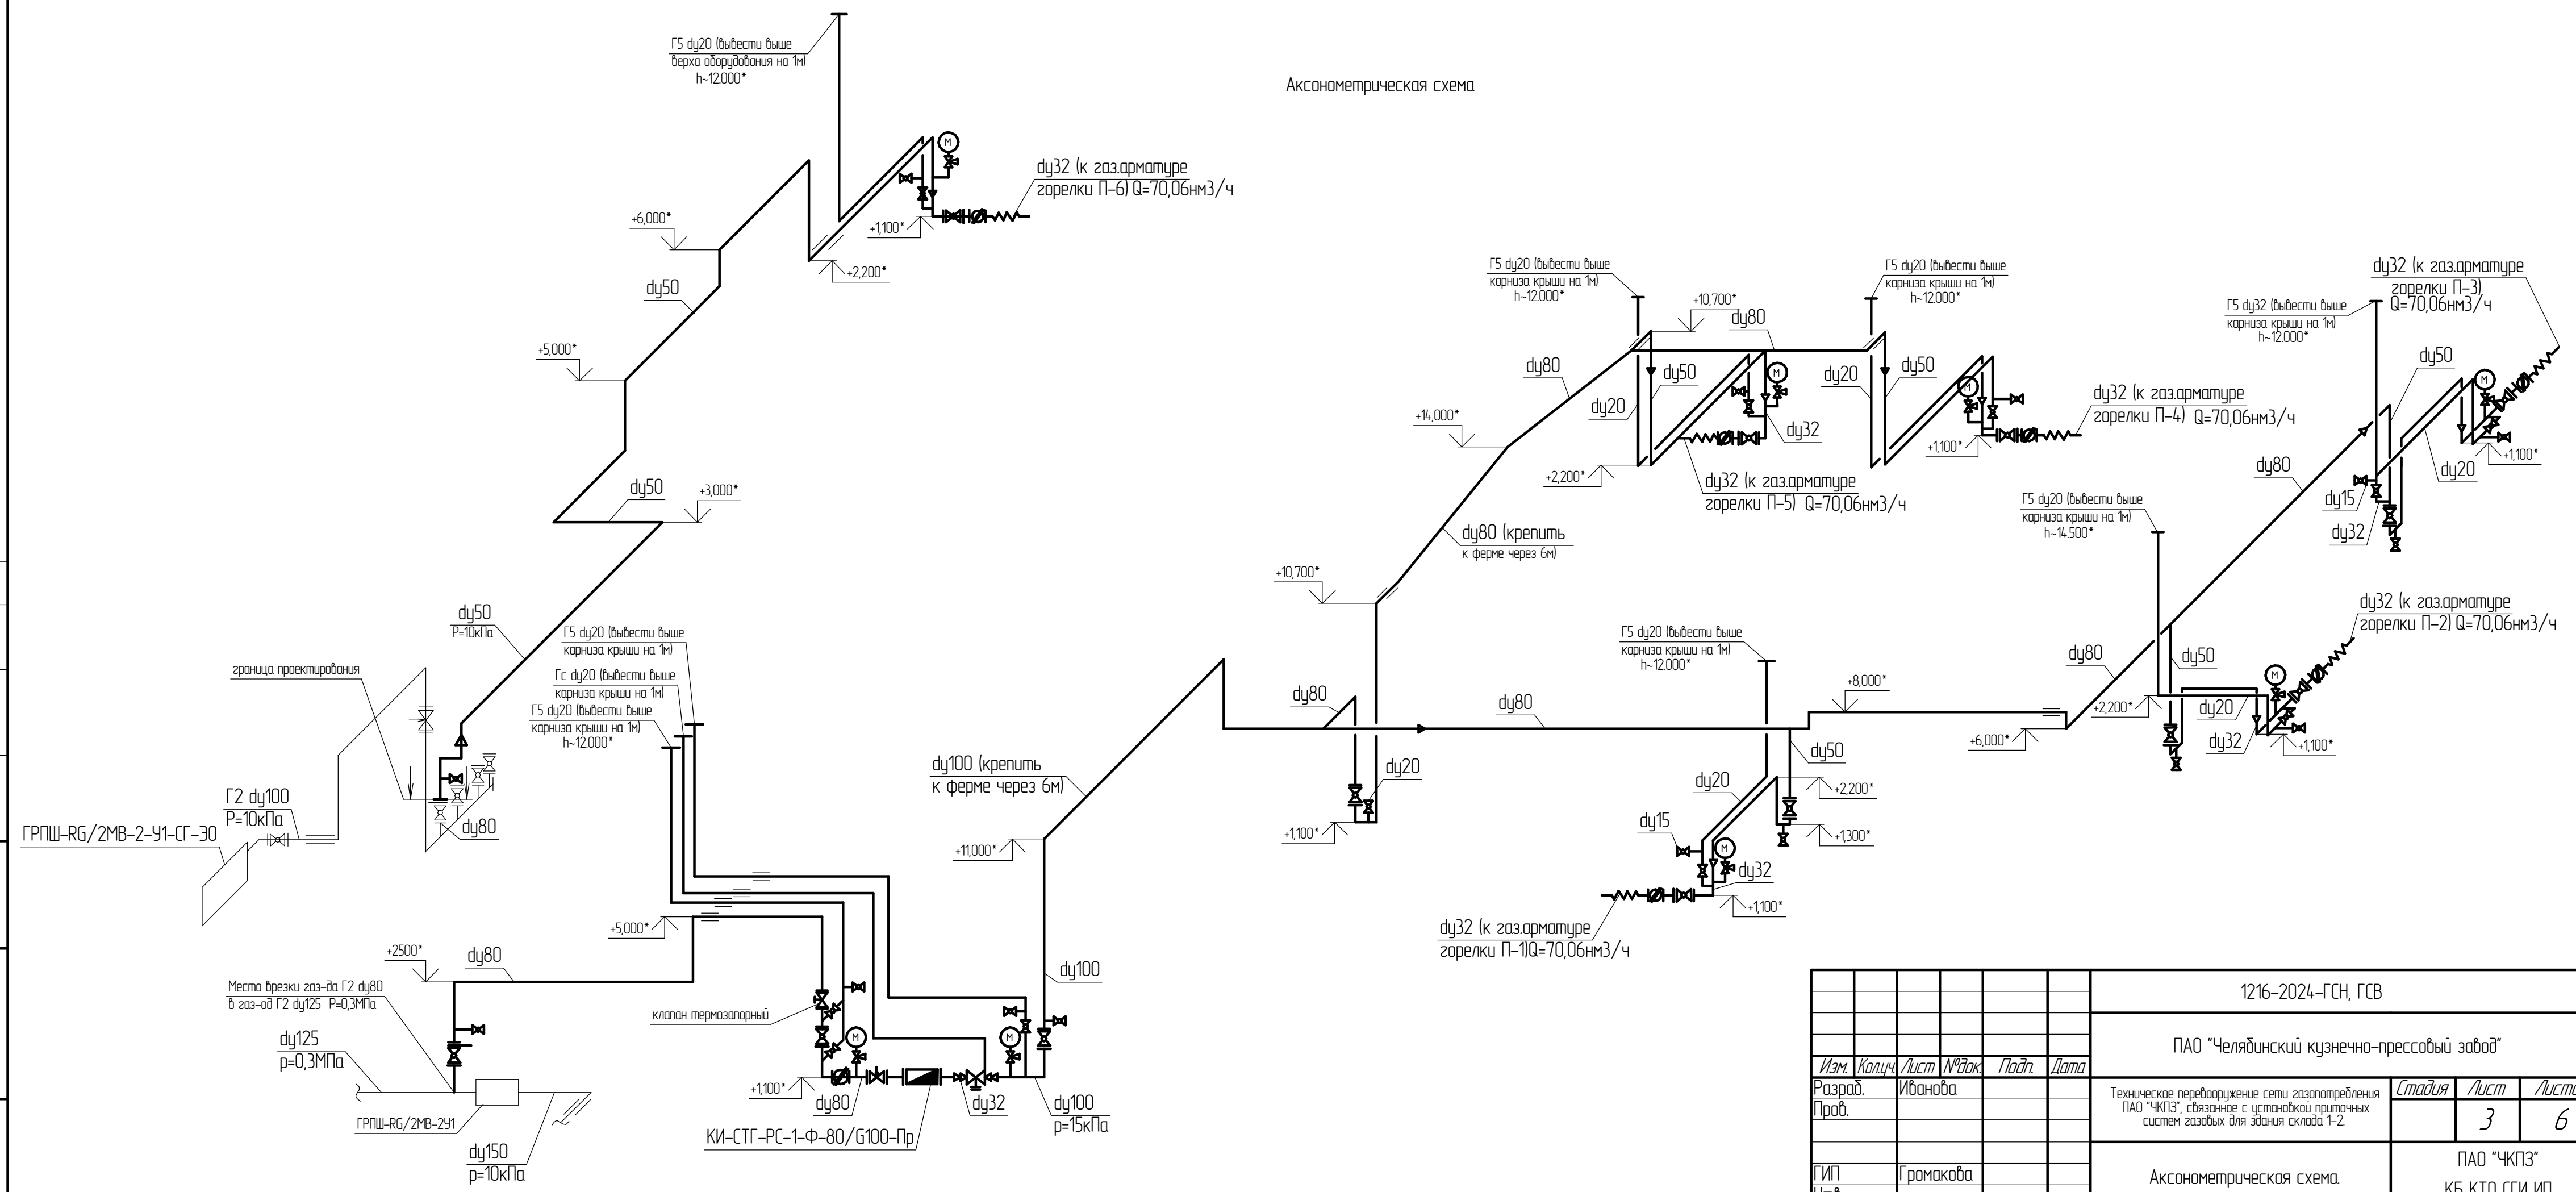 Аксонометрическая схема
Г5 dy20 (вывести выше
верха оборудования на 1м)
h~12.000*
М
dy32 (к газ.арматуре
горелки П-6) Q=70,06нм3/ч
+1,100*
+2,200*
+6,000*
dy50
+5,000*
dy50
+3,000*
dy50
P=10кПа
граница проектирования
Г2 dy100
P=10кПа
ГРПШ-RG/2МВ-2-У1-СГ-ЭО
dy80
Г5 dy20 (вывести выше
карниза крыши на 1м)
Гс dy20 (вывести выше
карниза крыши на 1м)
Г5 dy20 (вывести выше
карниза крыши на 1м)
h~12.000*
+5,000*
+2500*
dy80
Место врезки газ-да Г2 dy80
в газ-од Г2 dy125 P=0,3МПа
dy125
p=0,3МПа
ГРПШ-RG/2МВ-2У1
dy150
p=10кПа
клапан термозапорный
М
М
+1,100*
dy80
dy32
КИ-СТГ-РС-1-Ф-80/G100-Пр
dy100
p=15кПа
dy100
+11,000*
dy100 (крепить
к ферме через 6м)
dy80
dy20
+1,100*
+10,700*
dy80 (крепить
к ферме через 6м)
+14,000*
dy80
Г5 dy20 (вывести выше
карниза крыши на 1м)
h~12.000*
+10,700*
dy80
dy50
dy20
М
dy32
+2,200*
dy32 (к газ.арматуре
горелки П-5) Q=70,06нм3/ч
Г5 dy20 (вывести выше
карниза крыши на 1м)
h~12.000*
dy20
dy50
М
+1,100*
dy32 (к газ.арматуре
горелки П-4) Q=70,06нм3/ч
dy80
Г5 dy20 (вывести выше
карниза крыши на 1м)
h~12.000*
+8,000*
dy50
dy20
+2,200*
+1,300*
dy15
М
dy32
+1,100*
dy32 (к газ.арматуре
горелки П-1)Q=70,06нм3/ч
+6,000*
dy80
Г5 dy20 (вывести выше
карниза крыши на 1м)
h~14.500*
dy50
+2,200*
dy20
М
dy32
+1,100*
dy32 (к газ.арматуре
горелки П-2) Q=70,06нм3/ч
dy80
Г5 dy32 (вывести выше
карниза крыши на 1м)
h~12.000*
dy32 (к газ.арматуре
горелки П-3)
Q=70,06нм3/ч
dy50
М
dy20
+1,100*
dy15
dy32
1216-2024-ГСН, ГСВ
ПАО "Челябинский кузнечно-прессовый завод"
Изм. Кол.уч. Лист №док. Подп. Дата
Разраб. Иванова
Пров.
Техническое перевооружение сети газопотребления
ПАО "ЧКПЗ", связанное с установкой приточных
систем газовых для здания склада 1-2.
Стадия Лист
3 6
ГИП Громакова
Аксонометрическая схема.
ПАО "ЧКПЗ"